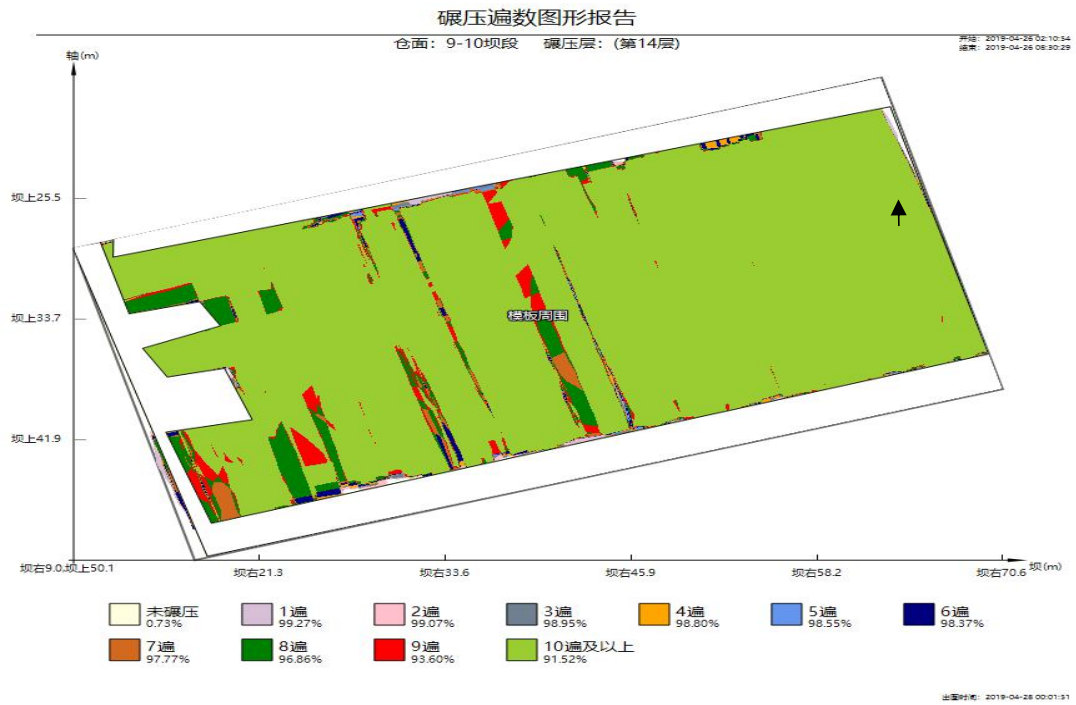 碾压遍数图形报告
仓面：9-10坝段 碾压层：(第14层)
开始：2019-04-26 02:10:54
结束：2019-04-26 08:30:29
轴(m)
坝上25.5
坝上33.7
模板周围
坝上41.9
坝右9.0,坝上50.1
坝右21.3
坝右33.6
坝右45.9
坝右58.2
坝右70.6
坝(m)
未碾压 1遍 2遍 3遍 4遍 5遍 6遍
0.73% 99.27% 99.07% 98.95% 98.80% 98.55% 98.37%
7遍 8遍 9遍 10遍及以上
97.77% 96.86% 93.60% 91.52%
出图时间：2019-04-28 00:01:51